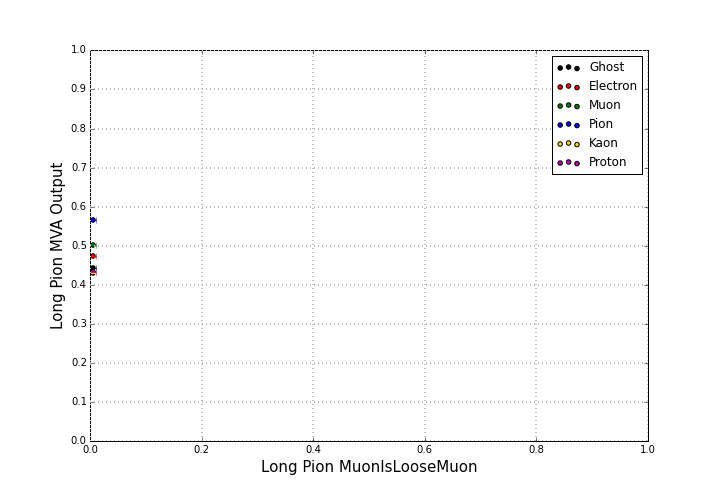 1.0
0.9
0.8
0.7
0.6
0.5
0.4
0.3
0.2
0.1
0.0
Long Pion MVA Output
Ghost
Electron
Muon
Pion
Kaon
Proton
0.0 0.2 0.4 0.6 0.8 1.0
Long Pion MuonIsLooseMuon